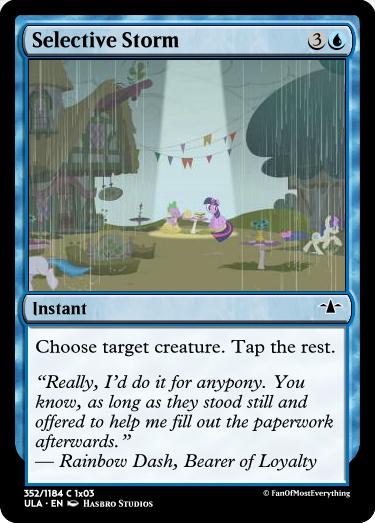 Selective Storm 3
Instant
Choose target creature. Tap the rest.
“Really, I’d do it for anypony. You
know, as long as they stood still and
offered to help me fill out the paperwork
afterwards.”
— Rainbow Dash, Bearer of Loyalty
352/1184 C 1x03
ULA • EN Hasbro Studios © FanOfMostEverything